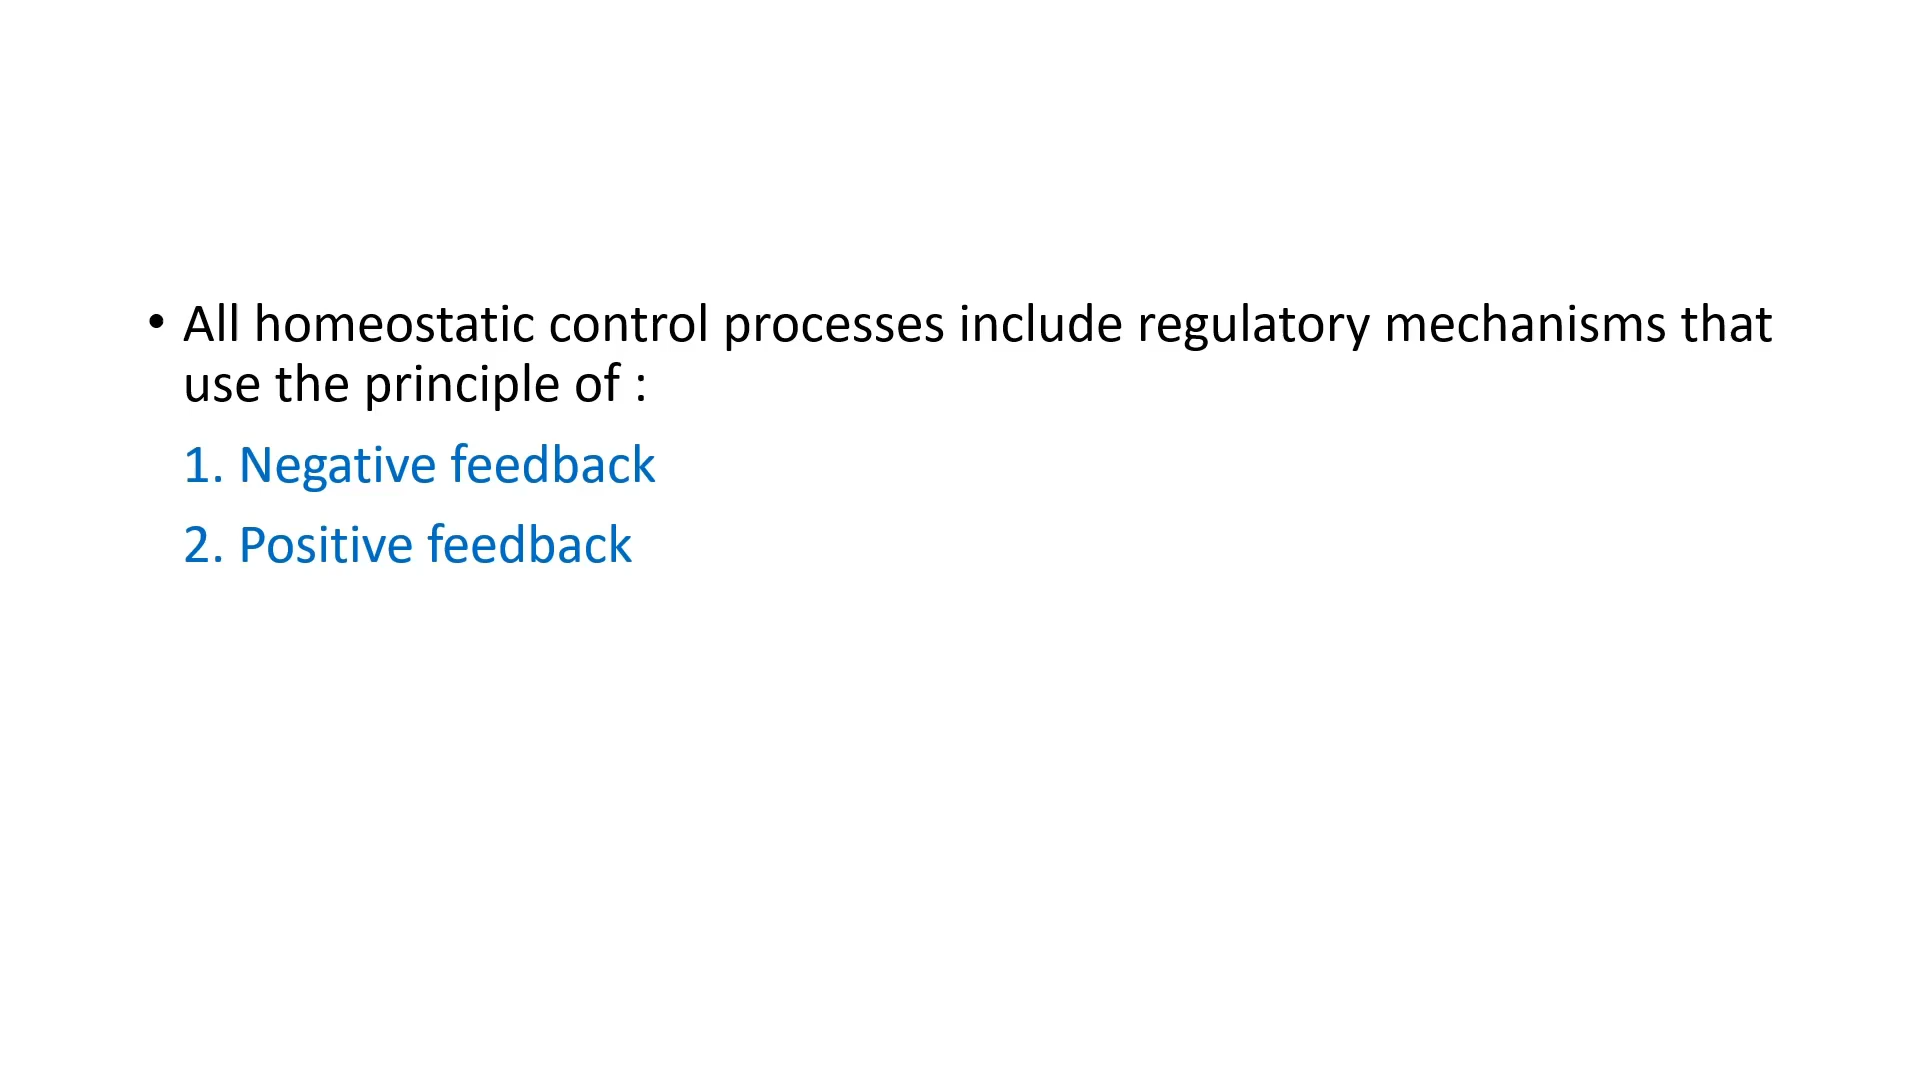 • All homeostatic control processes include regulatory mechanisms that
use the principle of :
1. Negative feedback
2. Positive feedback